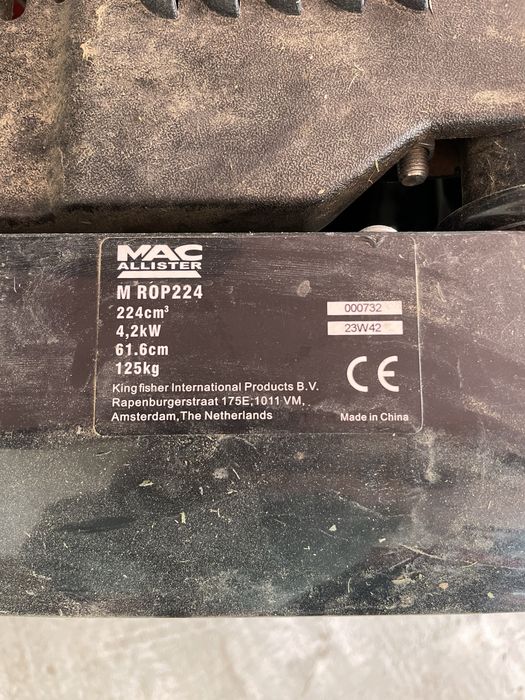 MAC
ALLISTER
M ROP224
224cm³
4,2kW
61.6cm
125kg
000732
23W42
CE
Kingfisher International Products B.V.
Rapenburgerstraat 175E,1011 VM,
Amsterdam,The Netherlands
Made in China